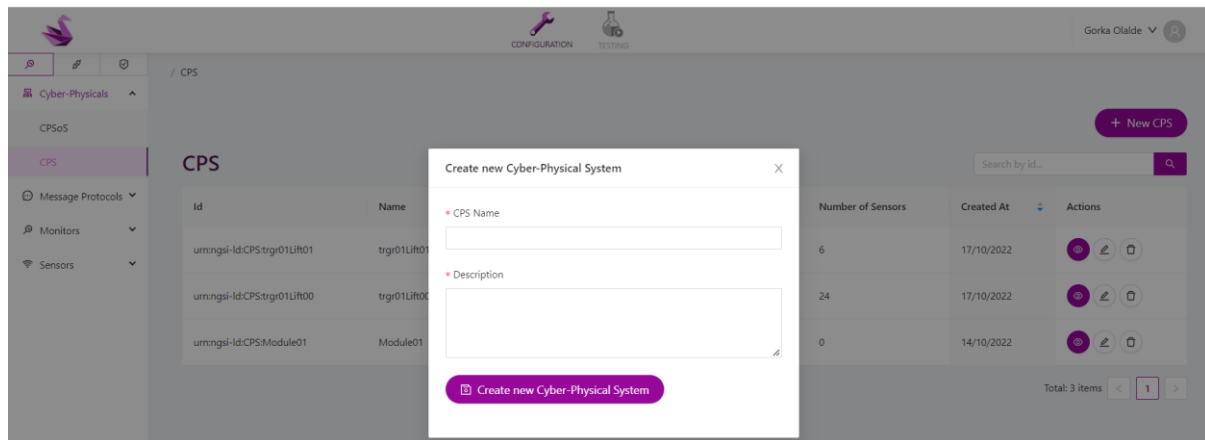 CONFIGURATION TESTING Gorka Olalde
/ CPS
Cyber-Physicals
CPSoS
CPS
Message Protocols
Monitors
Sensors
+ New CPS
CPS
Search by id...
Id Name Number of Sensors Created At Actions
urn:ngsi-ld:CPS:trgr01Lift01 trgr01Lift01 6 17/10/2022
urn:ngsi-ld:CPS:trgr01Lift00 trgr01Lift00 24 17/10/2022
urn:ngsi-ld:CPS:Module01 Module01 0 14/10/2022
Total: 3 items < 1 >
Create new Cyber-Physical System X
* CPS Name
* Description
Create new Cyber-Physical System